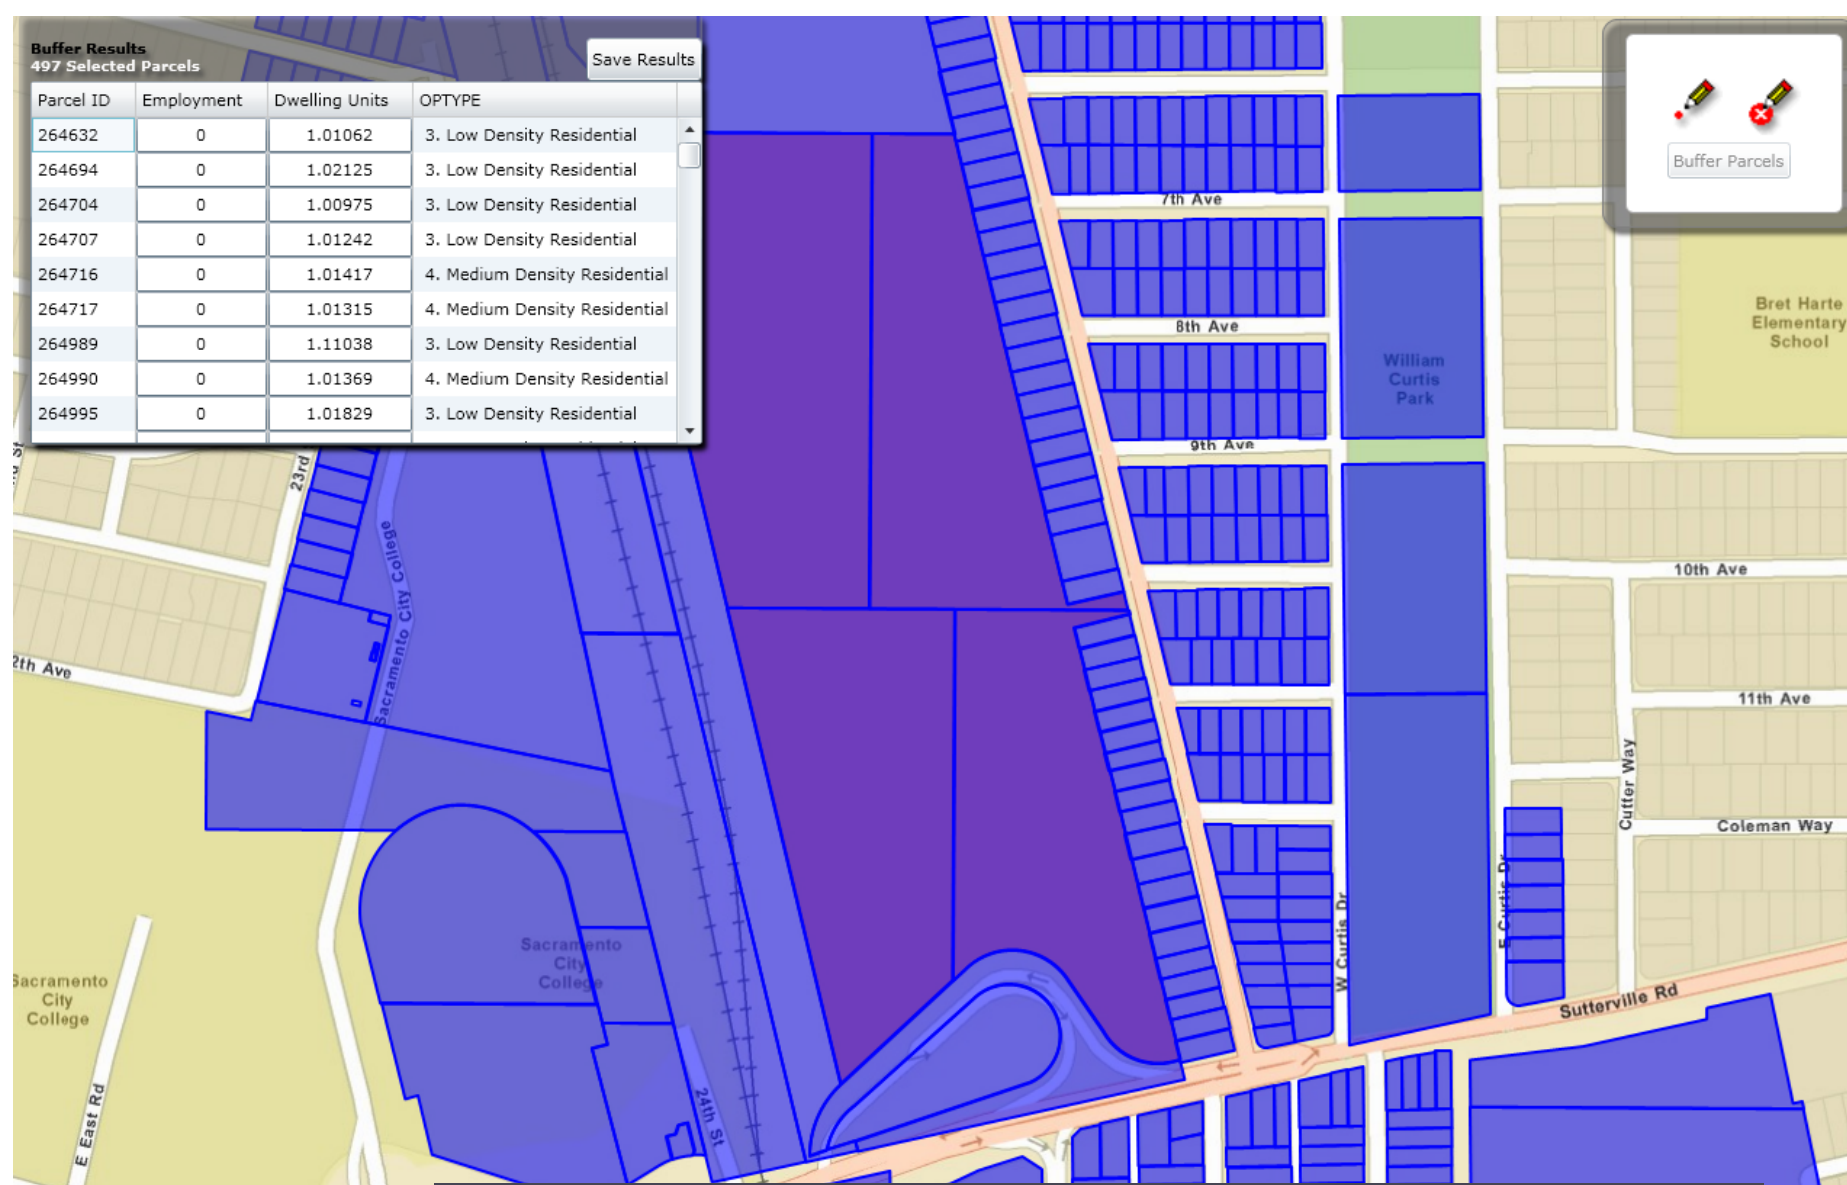 Buffer Results
497 Selected Parcels
Save Results
Parcel ID Employment Dwelling Units OPTYPE
264632 0 1.01062 3. Low Density Residential
264694 0 1.02125 3. Low Density Residential
264704 0 1.00975 3. Low Density Residential
264707 0 1.01242 3. Low Density Residential
264716 0 1.01417 4. Medium Density Residential
264717 0 1.01315 4. Medium Density Residential
264989 0 1.11038 3. Low Density Residential
264990 0 1.01369 4. Medium Density Residential
264995 0 1.01829 3. Low Density Residential
Buffer Parcels
7th Ave
Bret Harte
Elementary
School
8th Ave
William
Curtis
Park
9th Ave
23rd
Sacramento City College
10th Ave
2th Ave
11th Ave
Cutter Way
Coleman Way
E Curtis Dr
W Curtis Dr
Sacramento
City
College
Sacramento
City
College
Sutterville Rd
E East Rd
24th St